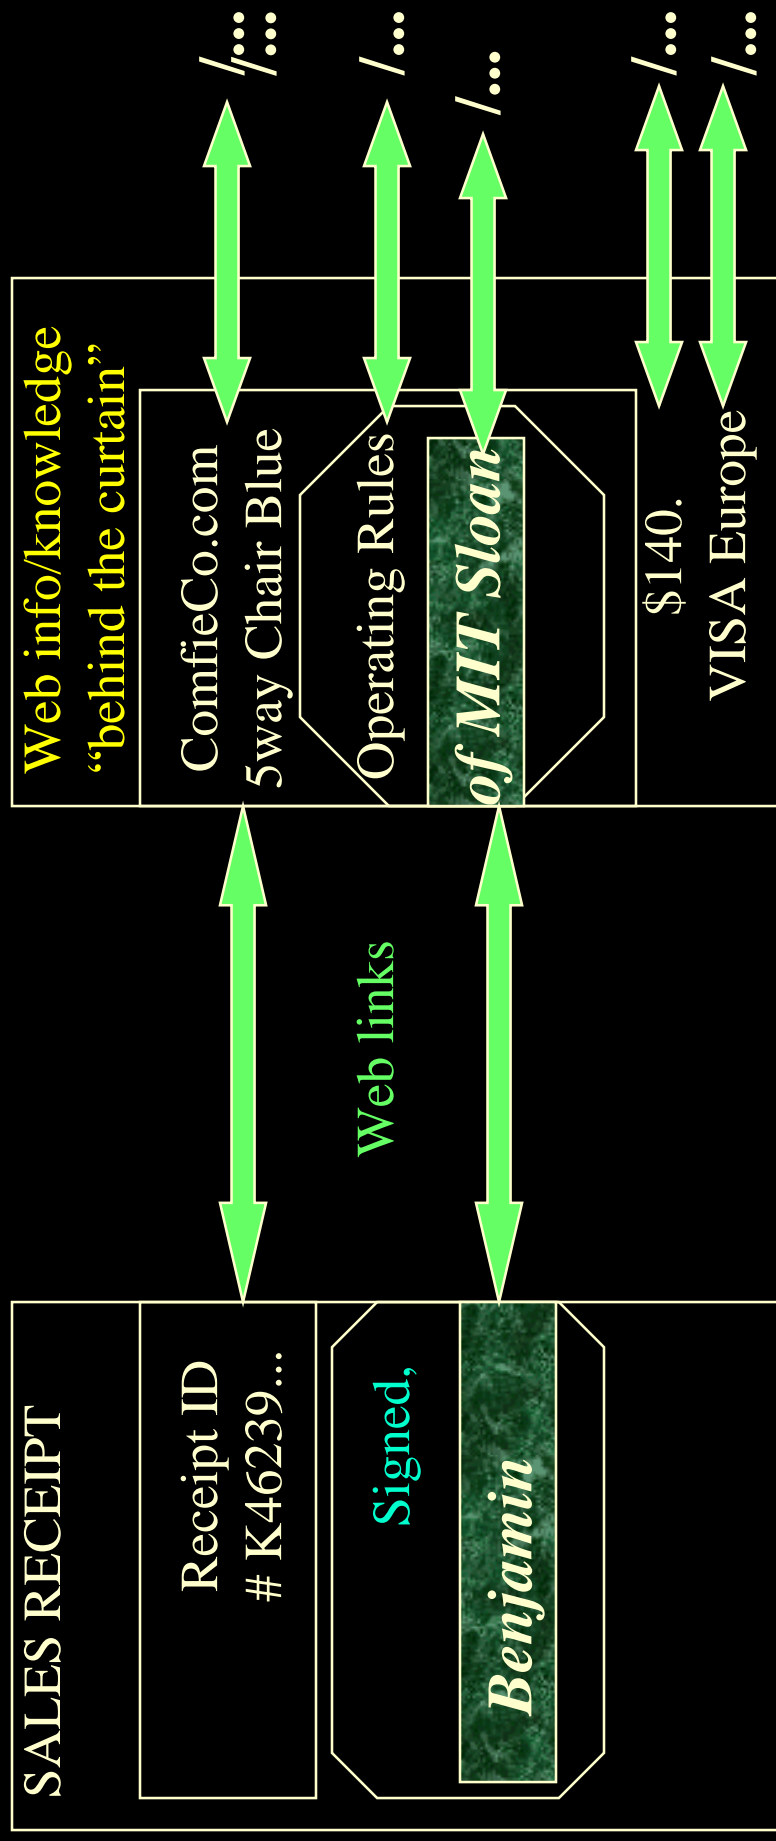 SALES RECEIPT
Receipt ID
# K46239...
Signed,
Benjamin
Web links
Web info/knowledge
“behind the curtain”
ComfieCo.com
5way Chair Blue
Operating Rules
of MIT Sloan
$140.
VISA Europe
/...
/...
/...
/...
/...
/...